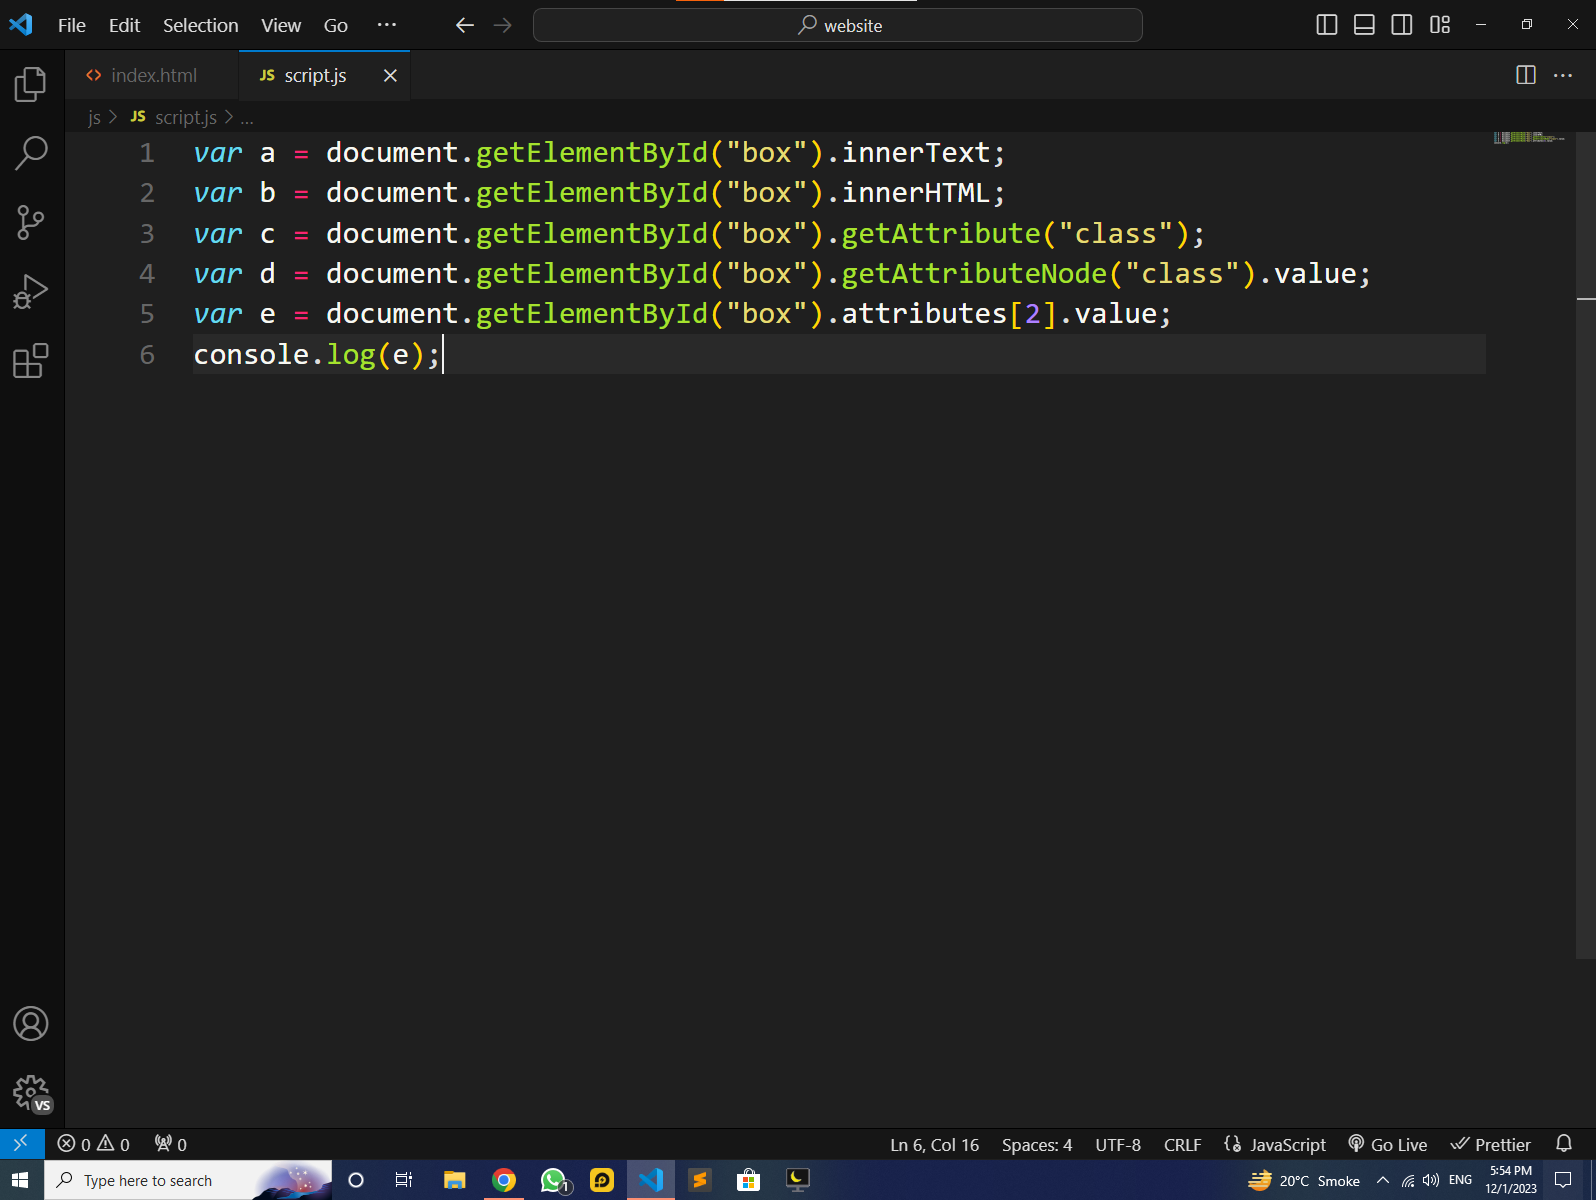 File Edit Selection View Go ··· website
index.html JS script.js
js > JS script.js > ...
1 var a = document.getElementById("box").innerText;
2 var b = document.getElementById("box").innerHTML;
3 var c = document.getElementById("box").getAttribute("class");
4 var d = document.getElementById("box").getAttributeNode("class").value;
5 var e = document.getElementById("box").attributes[2].value;
6 console.log(e);
VS
0 0 0 Ln 6, Col 16 Spaces: 4 UTF-8 CRLF JavaScript Go Live Prettier
Type here to search 1 20°C Smoke ENG 5:54 PM
12/1/2023